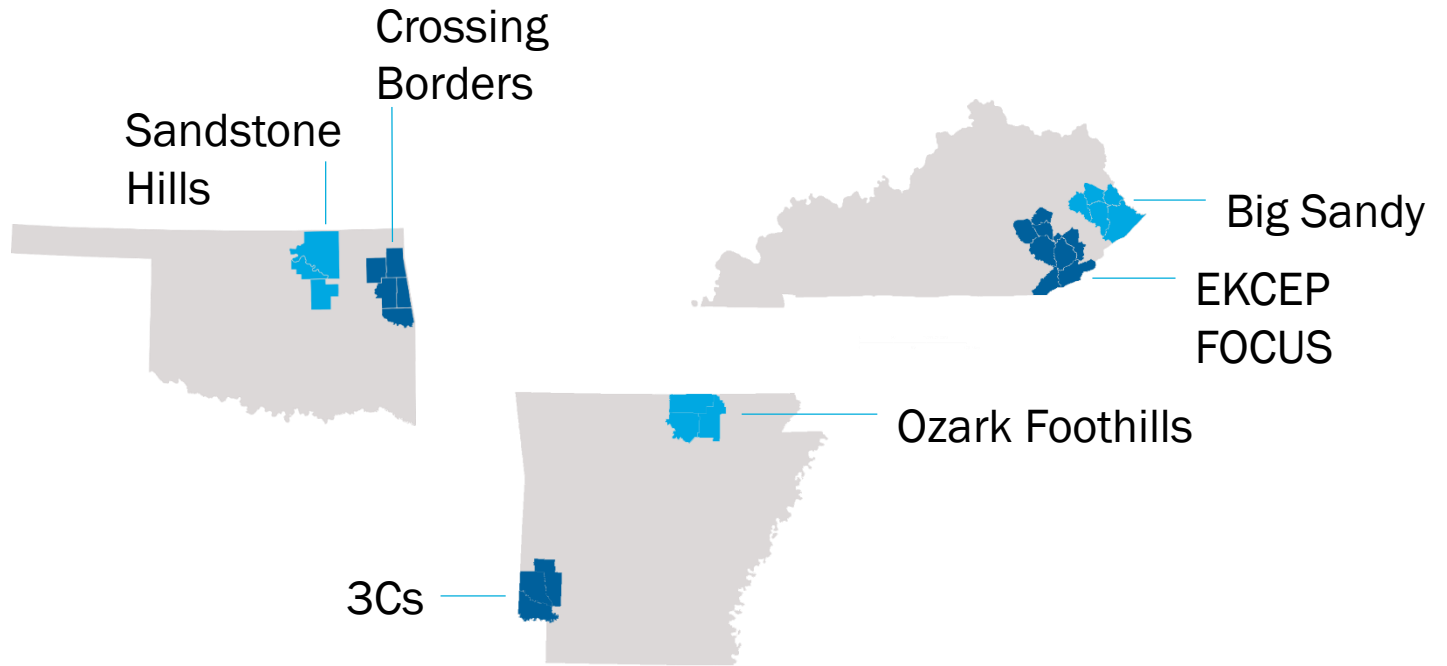 Crossing
Borders
Sandstone
Hills
Big Sandy
EKCEP
FOCUS
Ozark Foothills
3Cs